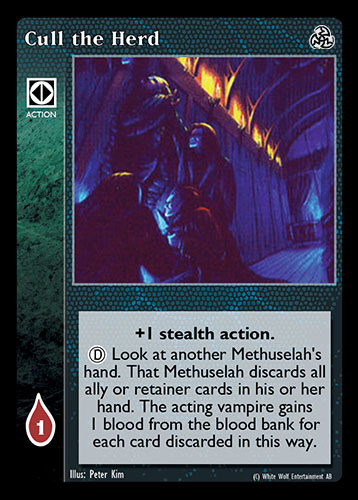 Cull the Herd
ACTION
+1 stealth action.
Ⓓ Look at another Methuselah's
hand. That Methuselah discards all
ally or retainer cards in his or her
hand. The acting vampire gains
1 blood from the blood bank for
each card discarded in this way.
1
Illus: Peter Kim
(C) White Wolf Entertainment AB